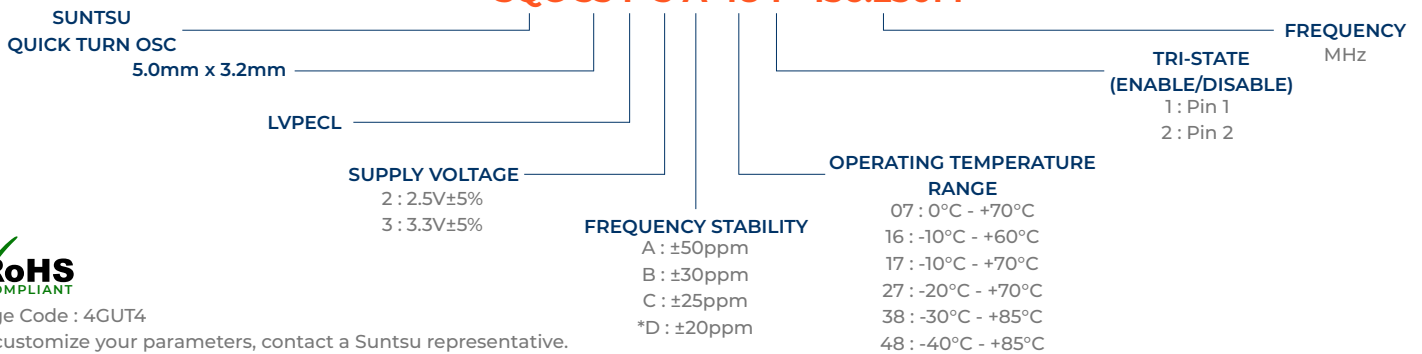 SUNTSU
QUICK TURN OSC
5.0mm x 3.2mm
LVPECL
SUPPLY VOLTAGE
2 : 2.5V±5%
3 : 3.3V±5%
FREQUENCY STABILITY
A : ±50ppm
B : ±30ppm
C : ±25ppm
*D : ±20ppm
OPERATING TEMPERATURE
RANGE
07 : 0°C - +70°C
16 : -10°C - +60°C
17 : -10°C - +70°C
27 : -20°C - +70°C
38 : -30°C - +85°C
48 : -40°C - +85°C
TRI-STATE
(ENABLE/DISABLE)
1 : Pin 1
2 : Pin 2
FREQUENCY
MHz
RoHS
COMPLIANT
Code : 4GUT4
customize your parameters, contact a Suntsu representative.